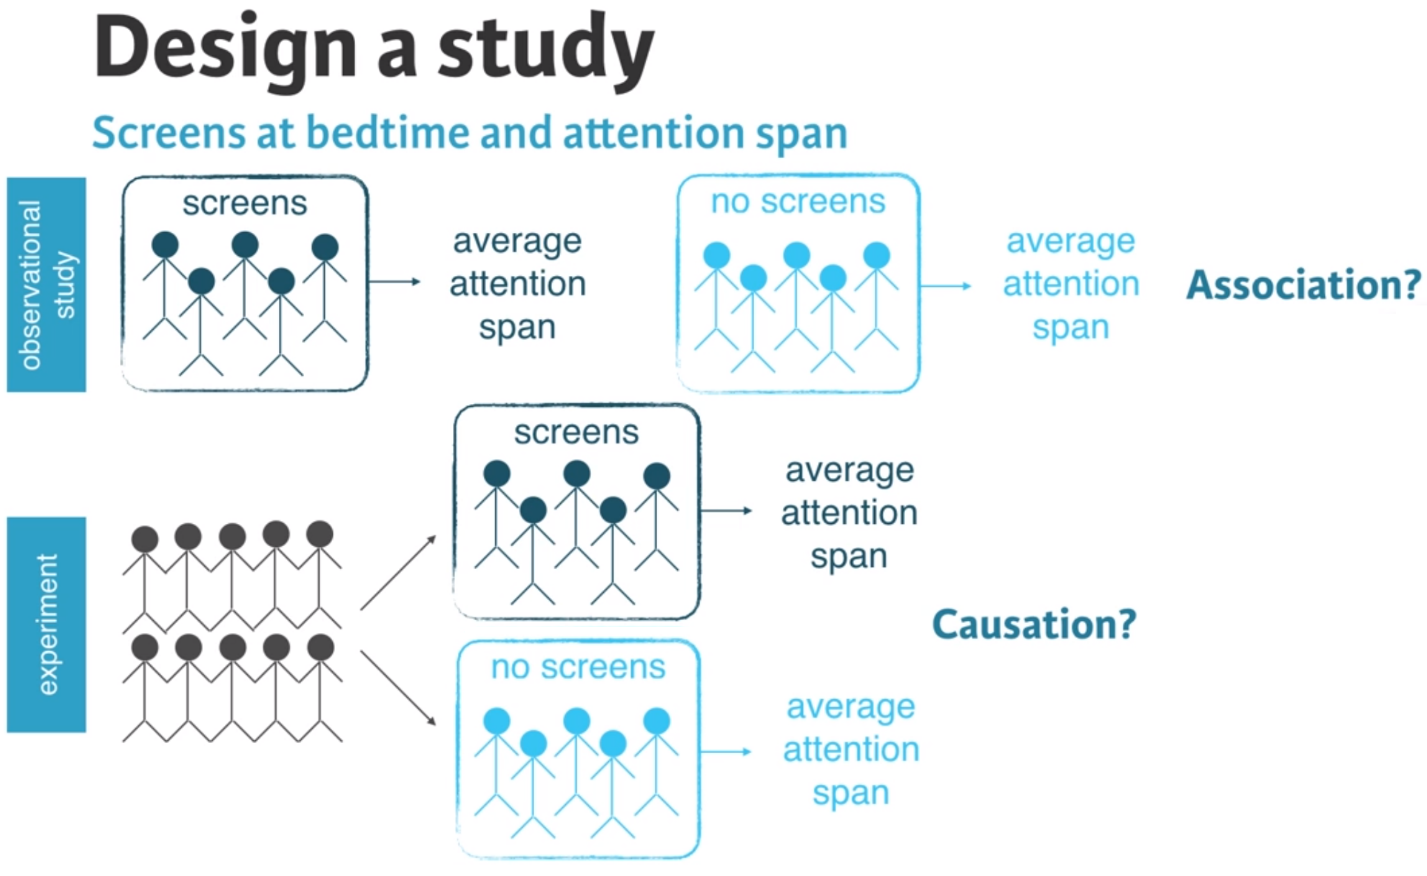 Design a study
Screens at bedtime and attention span
observational
study
screens
average
attention
span
no screens
average
attention
span
Association?
experiment
screens
average
attention
span
Causation?
no screens
average
attention
span